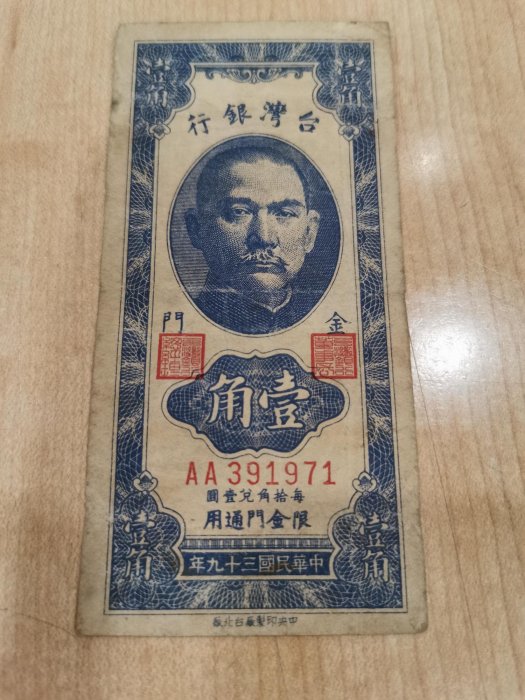 壹角 壹角
台灣銀行
金門
壹角
AA391971
每拾角兌壹圓
限金門通用
壹角 壹角
中華民國三十九年
中央印製廠台北廠